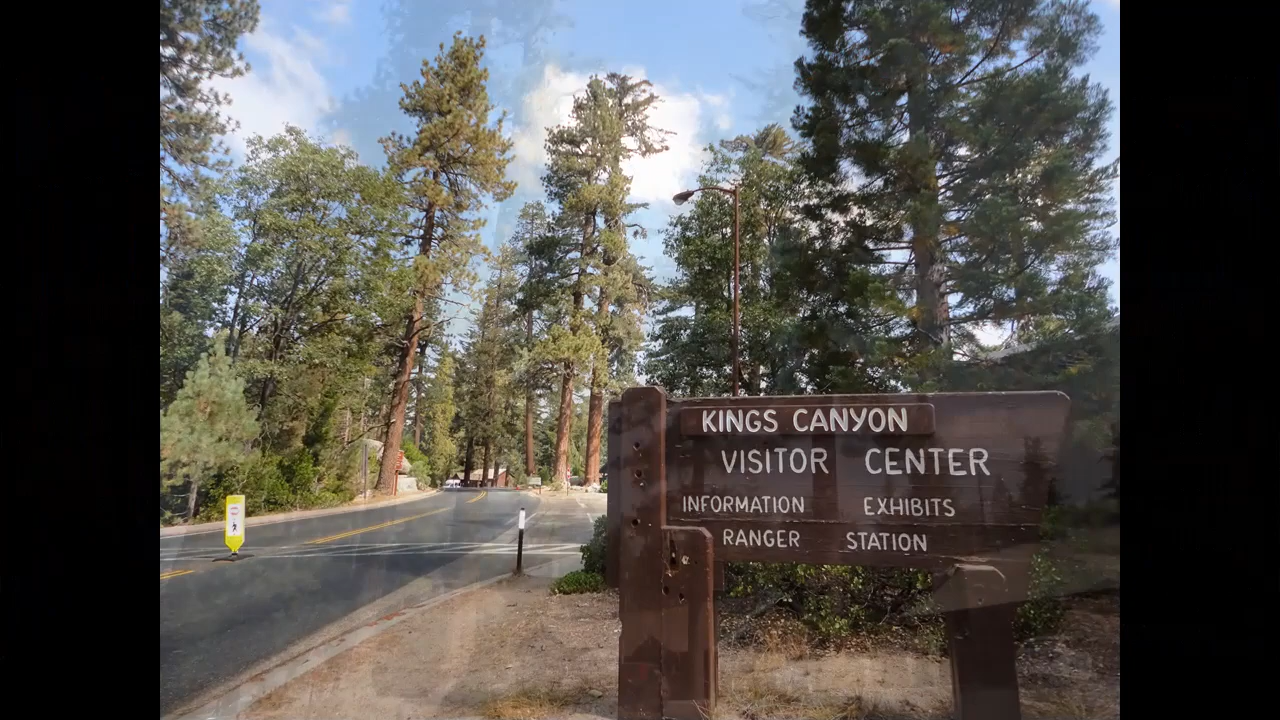 KINGS CANYON
VISITOR CENTER
INFORMATION EXHIBITS
RANGER STATION